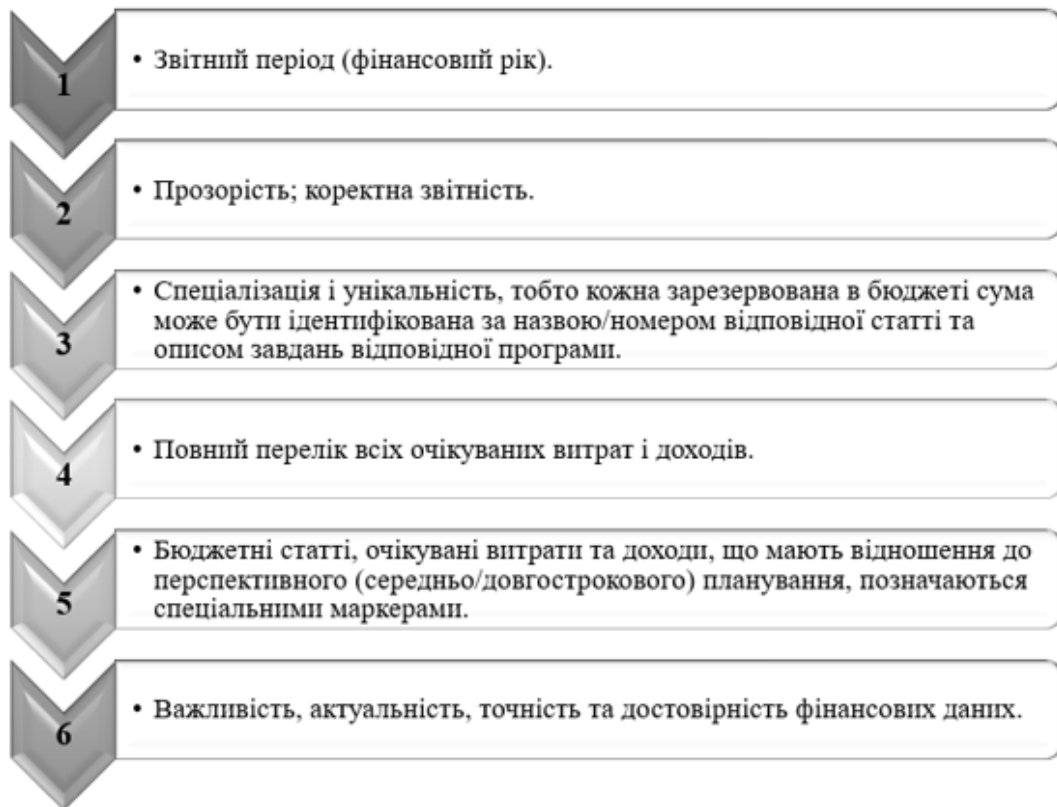 1
• Звітний період (фінансовий рік).
2
• Прозорість; коректна звітність.
3
• Спеціалізація і унікальність, тобто кожна зарезервована в бюджеті сума
може бути ідентифікована за назвою/номером відповідної статті та
описом завдань відповідної програми.
4
• Повний перелік всіх очікуваних витрат і доходів.
5
• Бюджетні статті, очікувані витрати та доходи, що мають відношення до
перспективного (середньо/довгострокового) планування, позначаються
спеціальними маркерами.
6
• Важливість, актуальність, точність та достовірність фінансових даних.